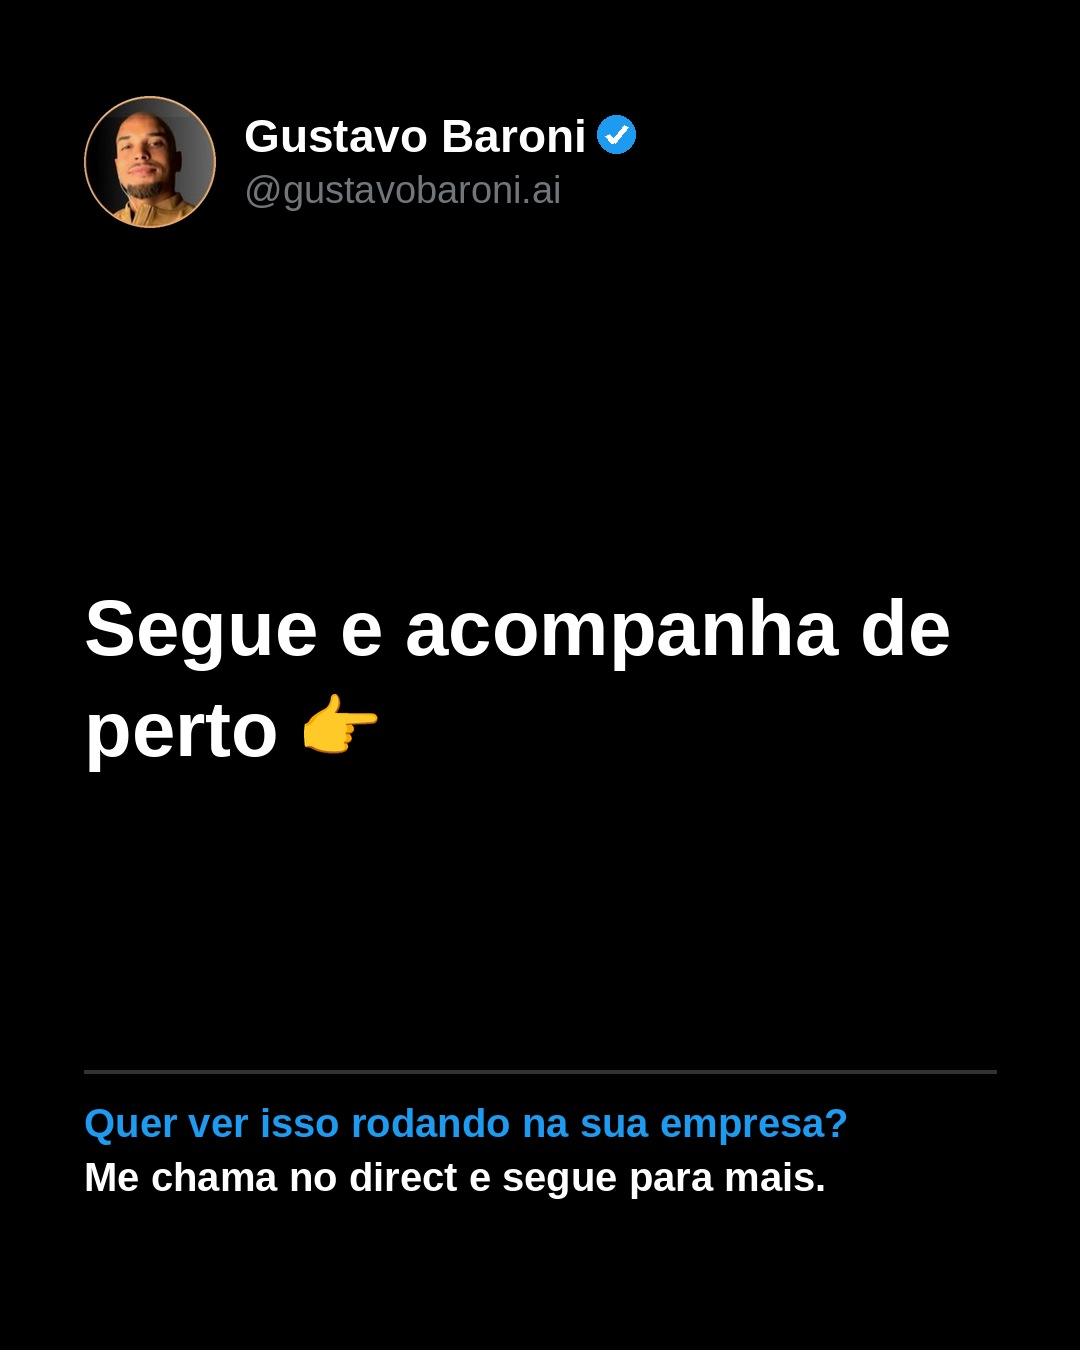 Gustavo Baroni
@gustavobaroni.ai
Segue e acompanha de
perto 👉
Quer ver isso rodando na sua empresa?
Me chama no direct e segue para mais.